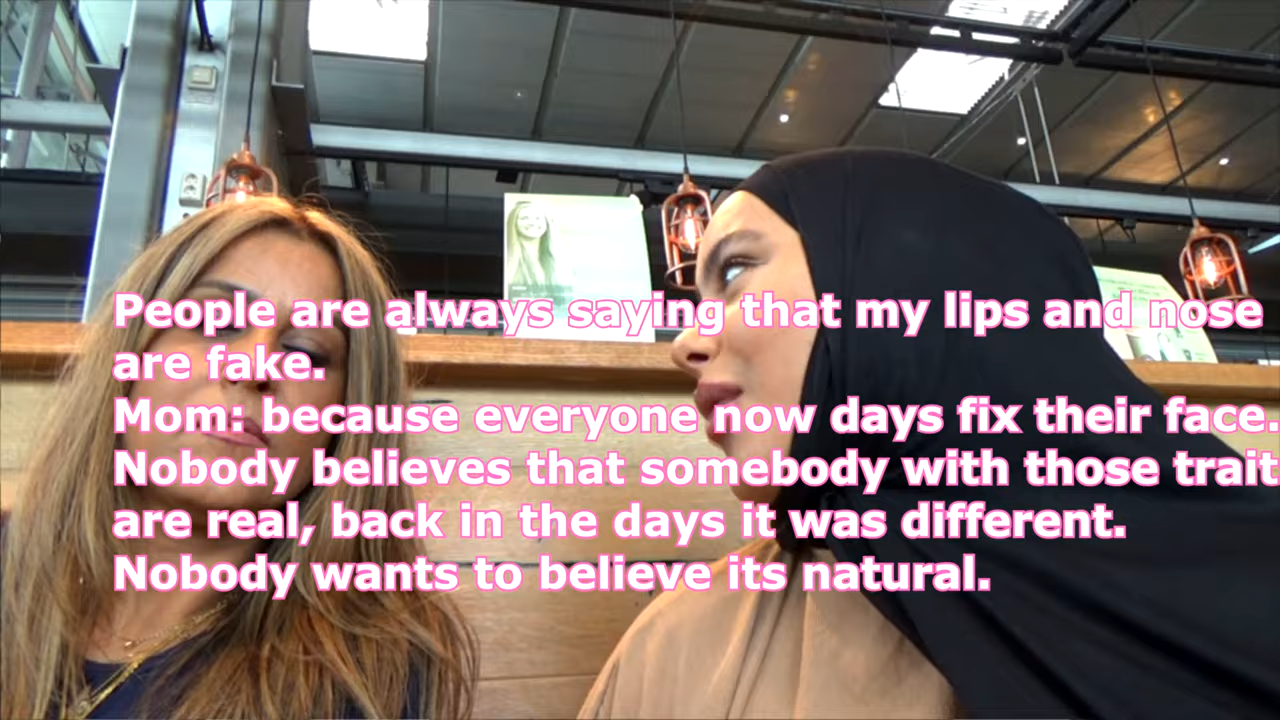 People are always saying that my lips and nose
are fake.
Mom: because everyone now days fix their face.
Nobody believes that somebody with those trait
are real, back in the days it was different.
Nobody wants to believe its natural.